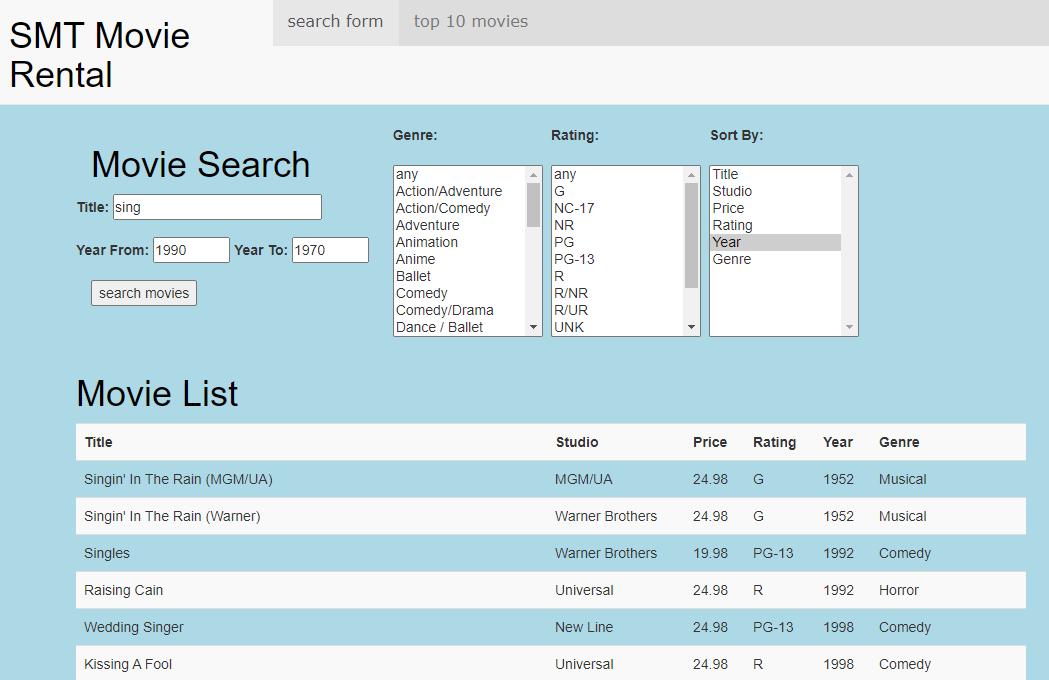 SMT Movie
Rental
search form
top 10 movies
Movie Search
Title: sing
Year From: 1990 Year To: 1970
search movies
Genre:
any
Action/Adventure
Action/Comedy
Adventure
Animation
Anime
Ballet
Comedy
Comedy/Drama
Dance / Ballet
Rating:
any
G
NC-17
NR
PG
PG-13
R
R/NR
R/UR
UNK
Sort By:
Title
Studio
Price
Rating
Year
Genre
Movie List
Title Studio Price Rating Year Genre
Singin' In The Rain (MGM/UA) MGM/UA 24.98 G 1952 Musical
Singin' In The Rain (Warner) Warner Brothers 24.98 G 1952 Musical
Singles Warner Brothers 19.98 PG-13 1992 Comedy
Raising Cain Universal 24.98 R 1992 Horror
Wedding Singer New Line 24.98 PG-13 1998 Comedy
Kissing A Fool Universal 24.98 R 1998 Comedy